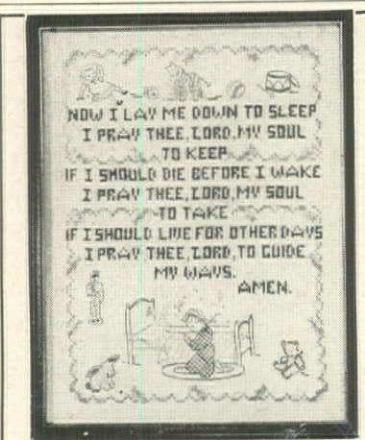 NOW I LAY ME DOWN TO SLEEP
I PRAY THEE, LORD, MY SOUL
TO KEEP
IF I SHOULD DIE BEFORE I WAKE
I PRAY THEE, LORD, MY SOUL
TO TAKE
IF I SHOULD LIVE FOR OTHER DAYS
I PRAY THEE, LORD, TO GUIDE
MY WAYS.
AMEN.